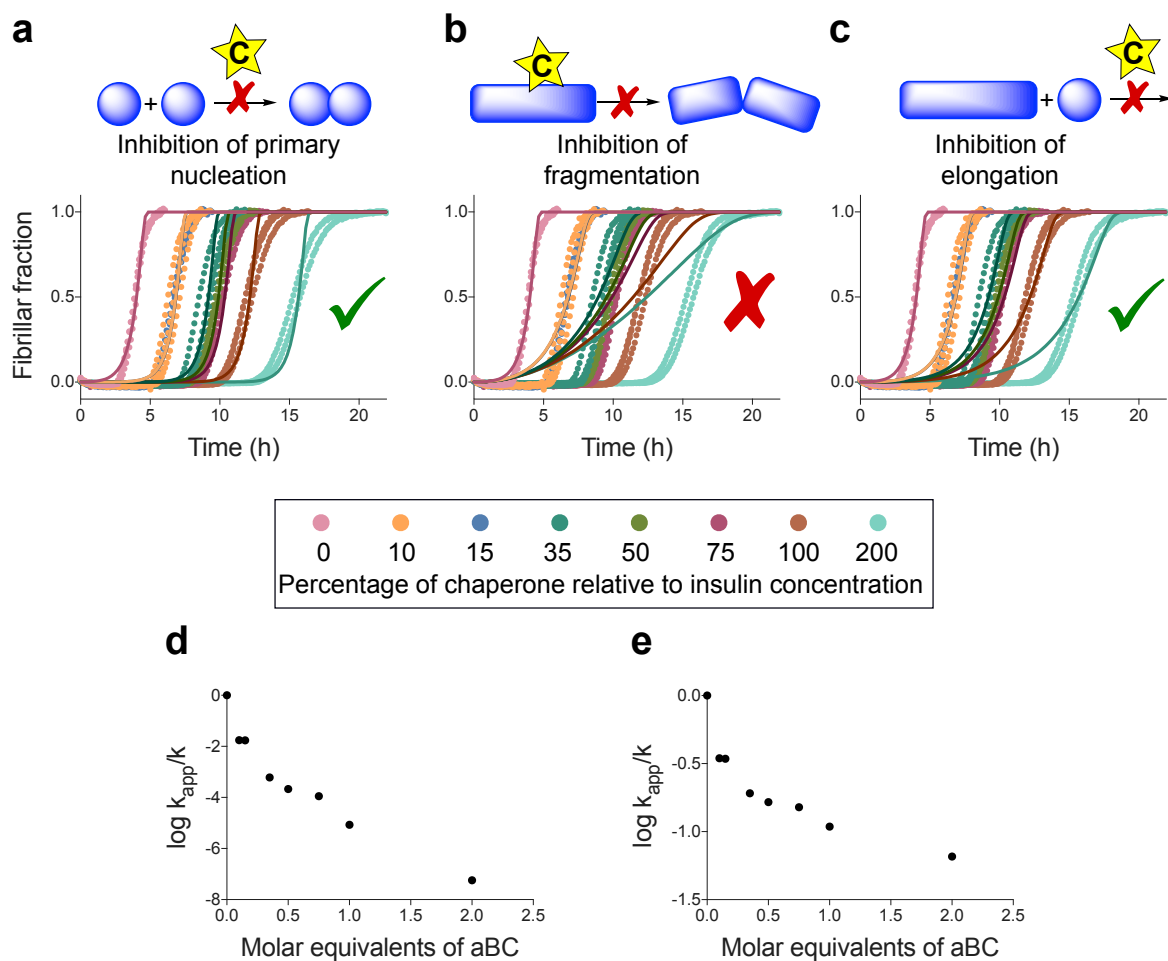 a
b
c
C
C
C
+
+
Inhibition of primary
nucleation
Inhibition of
fragmentation
Inhibition of
elongation
Fibrillar fraction
1.0
0.5
0.0
0 5 10 15 20
Time (h)
1.0
0.5
0.0
0 5 10 15 20
Time (h)
1.0
0.5
0.0
0 5 10 15 20
Time (h)
0 10 15 35 50 75 100 200
Percentage of chaperone relative to insulin concentration
d
log kapp/k
0
-2
-4
-6
-8
0.0 0.5 1.0 1.5 2.0 2.5
Molar equivalents of aBC
e
log kapp/k
0.0
-0.5
-1.0
-1.5
0.0 0.5 1.0 1.5 2.0 2.5
Molar equivalents of aBC